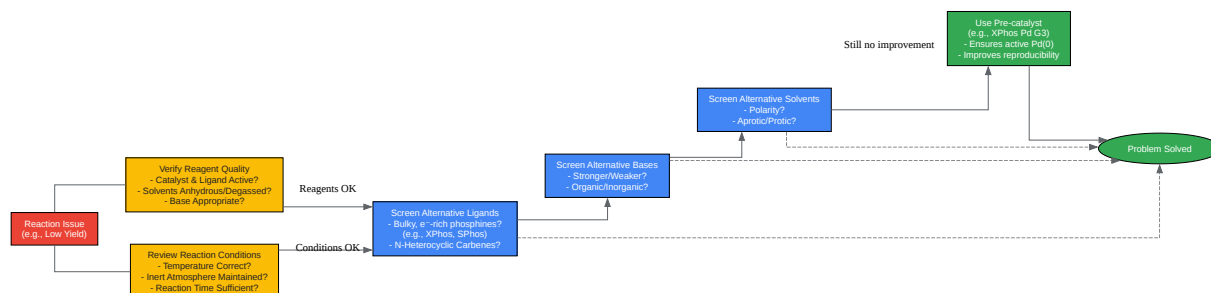 Reaction Issue
(e.g., Low Yield)
Verify Reagent Quality
- Catalyst & Ligand Active?
- Solvents Anhydrous/Degassed?
- Base Appropriate?
Review Reaction Conditions
- Temperature Correct?
- Inert Atmosphere Maintained?
- Reaction Time Sufficient?
Reagents OK
Conditions OK
Screen Alternative Ligands
- Bulky, e⁻-rich phosphines?
(e.g., XPhos, SPhos)
- N-Heterocyclic Carbenes?
Screen Alternative Bases
- Stronger/Weaker?
- Organic/Inorganic?
Screen Alternative Solvents
- Polarity?
- Aprotic/Protic?
Still no improvement
Use Pre-catalyst
(e.g., XPhos Pd G3)
- Ensures active Pd(0)
- Improves reproducibility
Problem Solved